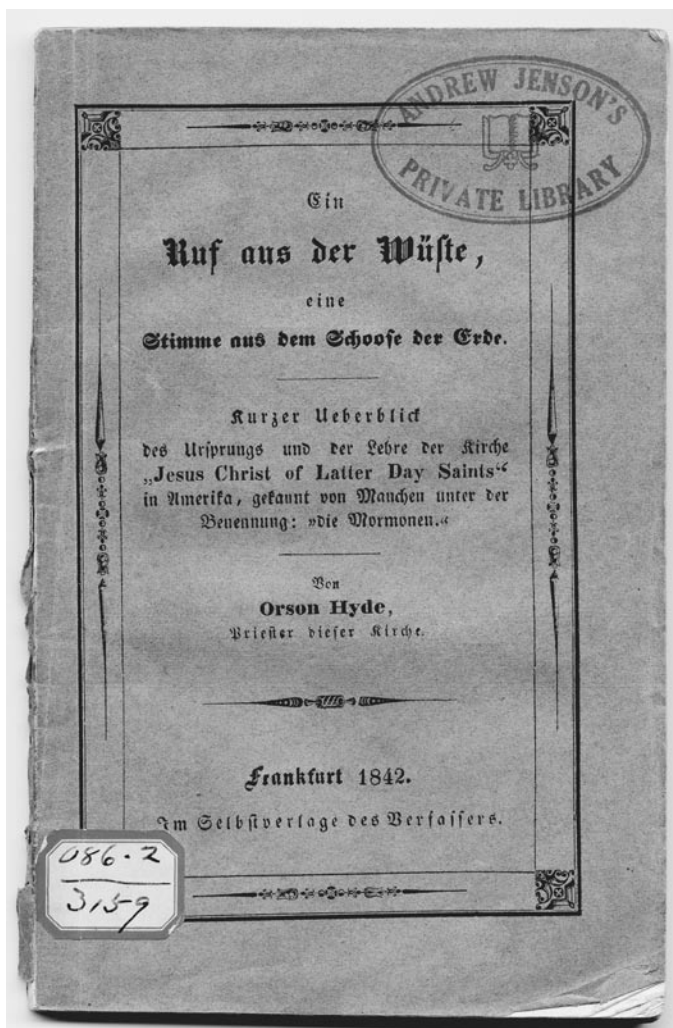 ANDREW JENSON'S
PRIVATE LIBRARY
Ein
Ruf aus der Wüste,
eine
Stimme aus dem Schooſe der Erde.
Kurzer Ueberblick
des Urſprungs und der Lehre der Kirche
„Jesus Christ of Latter Day Saints“
in Amerika, gekannt von Manchen unter der
Benennung: »die Mormonen.«
Von
Orson Hyde,
Prieſter dieſer Kirche.
Frankfurt 1842.
Im Selbſtverlage des Verfaſſers.
086.2
3159